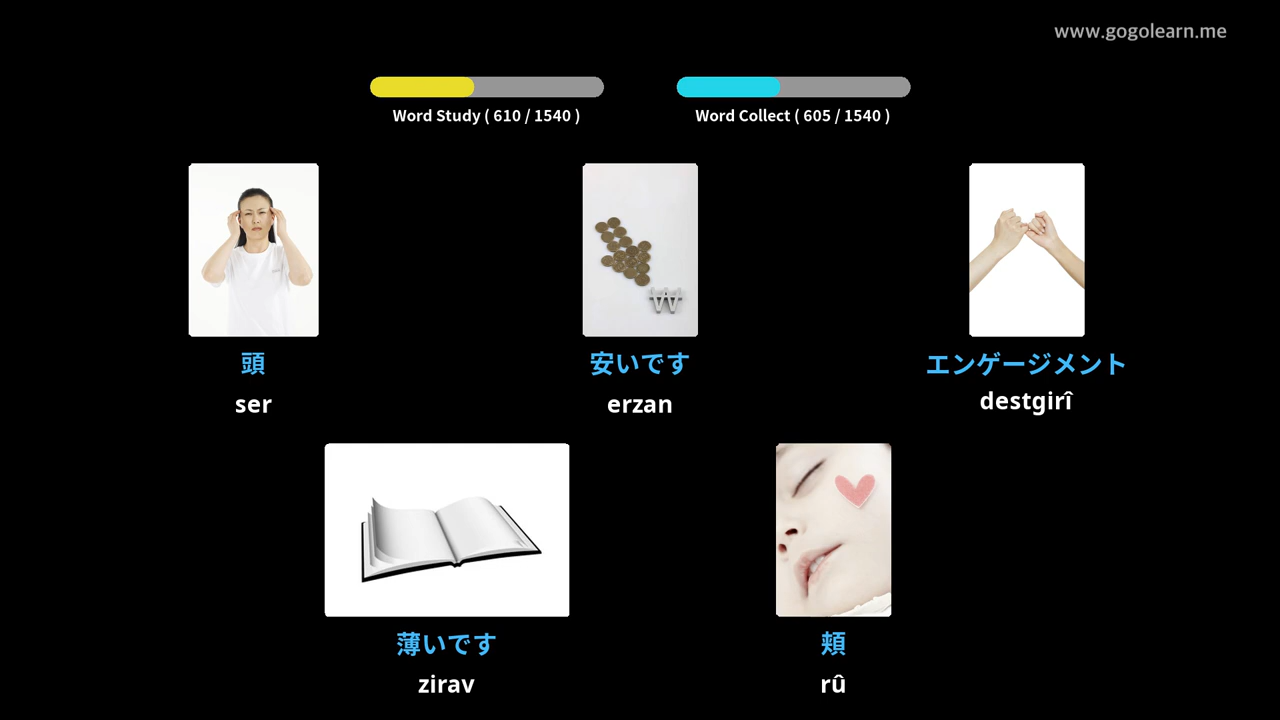 www.gogolearn.me
Word Study ( 610 / 1540 )
Word Collect ( 605 / 1540 )
頭
安いです
エンゲージメント
ser
erzan
destgirî
₩
薄いです
頬
zirav
rû